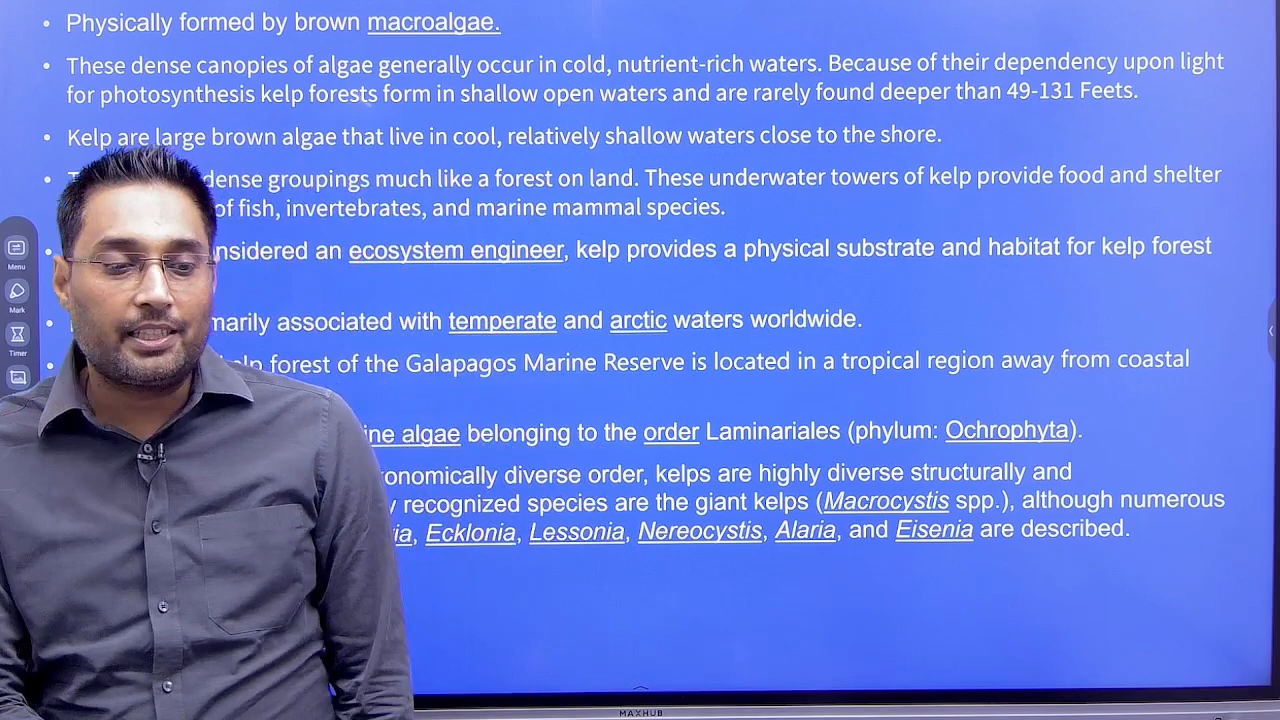 • Physically formed by brown macroalgae.
• These dense canopies of algae generally occur in cold, nutrient-rich waters. Because of their dependency upon light
for photosynthesis kelp forests form in shallow open waters and are rarely found deeper than 49-131 Feets.
• Kelp are large brown algae that live in cool, relatively shallow waters close to the shore.
• dense groupings much like a forest on land. These underwater towers of kelp provide food and shelter
of fish, invertebrates, and marine mammal species.
• an ecosystem engineer, kelp provides a physical substrate and habitat for kelp forest
Menu
Mark
• associated with temperate and arctic waters worldwide.
Timer
forest of the Galapagos Marine Reserve is located in a tropical region away from coastal
algae belonging to the order Laminariales (phylum: Ochrophyta).
diverse order, kelps are highly diverse structurally and
recognized species are the giant kelps (Macrocystis spp.), although numerous
Ecklonia, Lessonia, Nereocystis, Alaria, and Eisenia are described.
MAXHUB